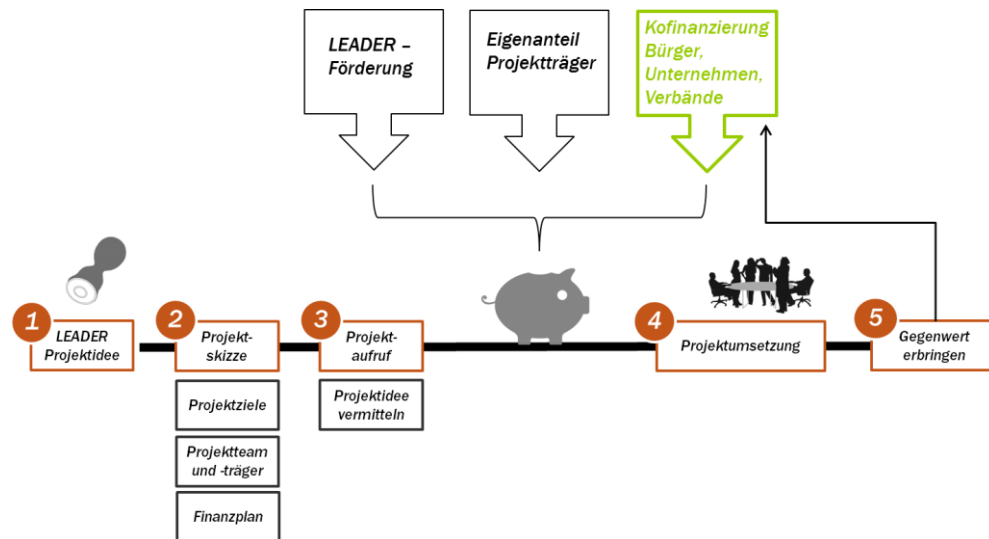 LEADER –
Förderung
Eigenanteil
Projektträger
Kofinanzierung
Bürger,
Unternehmen,
Verbände
1
LEADER
Projektidee
2
Projekt-
skizze
3
Projekt-
aufruf
4
Projektumsetzung
5
Gegenwert
erbringen
Projektziele
Projektidee
vermitteln
Projektteam
und -träger
Finanzplan